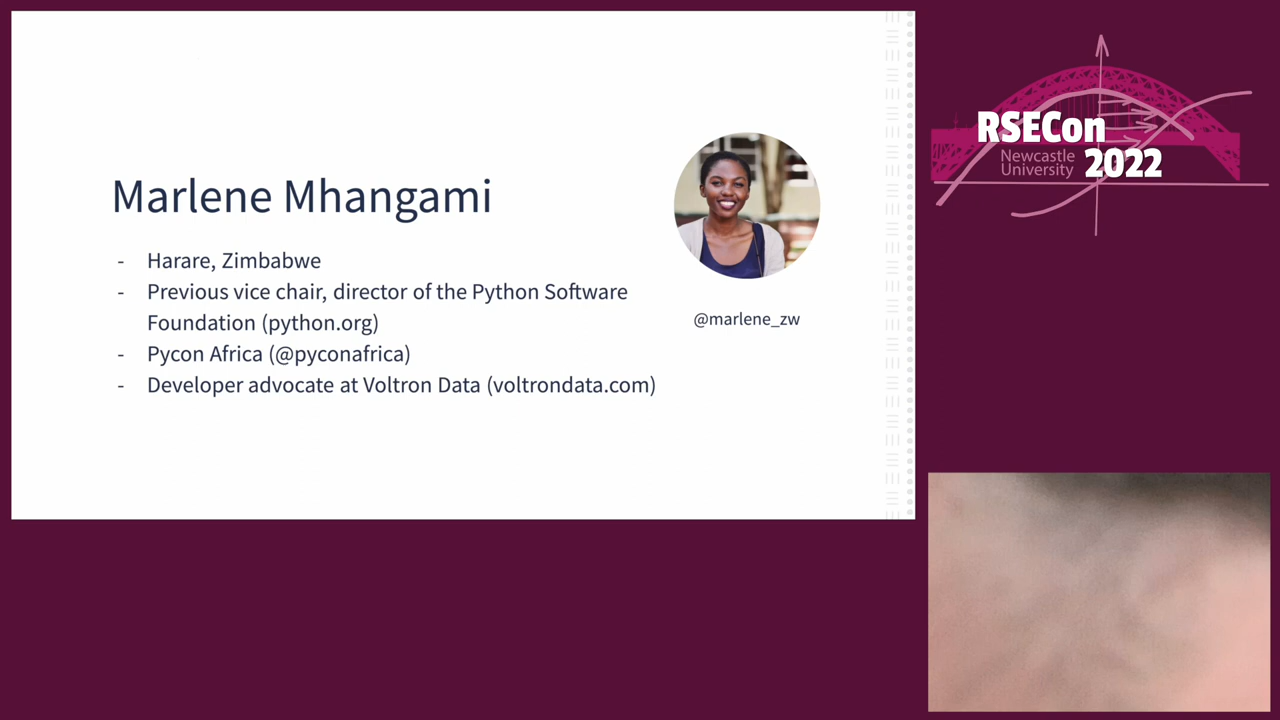 Marlene Mhangami
- Harare, Zimbabwe
- Previous vice chair, director of the Python Software
Foundation (python.org)
- Pycon Africa (@pyconafrica)
- Developer advocate at Voltron Data (voltrondata.com)
@marlene_zw
RSECon
Newcastle
University
2022